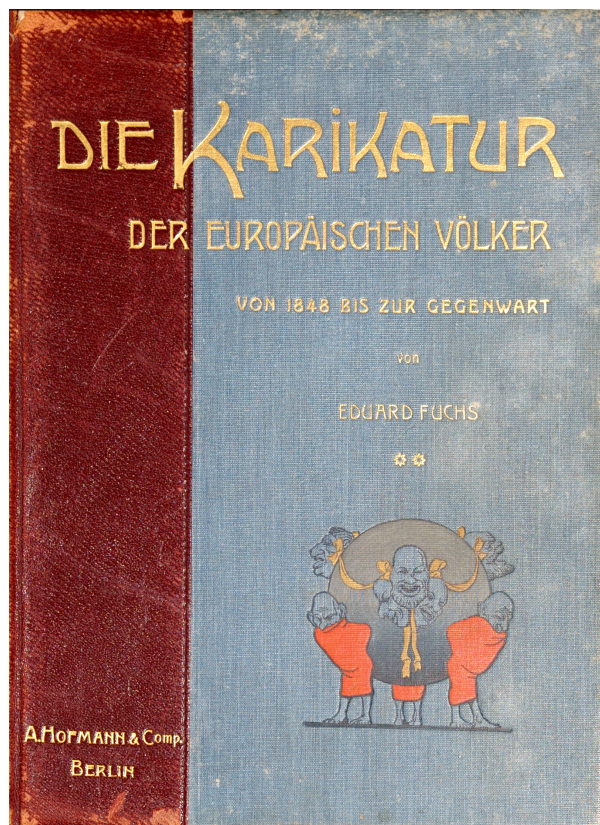 DIE KARIKATUR
DER EUROPÄISCHEN VÖLKER
VON 1848 BIS ZUR GEGENWART
von
EDUARD FUCHS
A. HOFMANN & Comp.
BERLIN